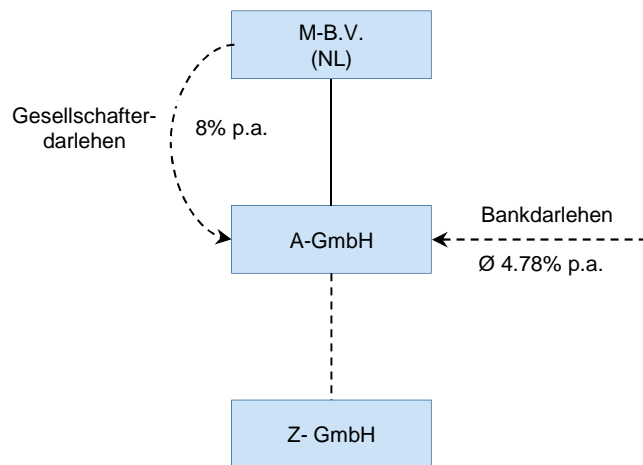 M-B.V.
(NL)
Gesellschafter-
darlehen
8% p.a.
Bankdarlehen
A-GmbH
Ø 4.78% p.a.
Z- GmbH